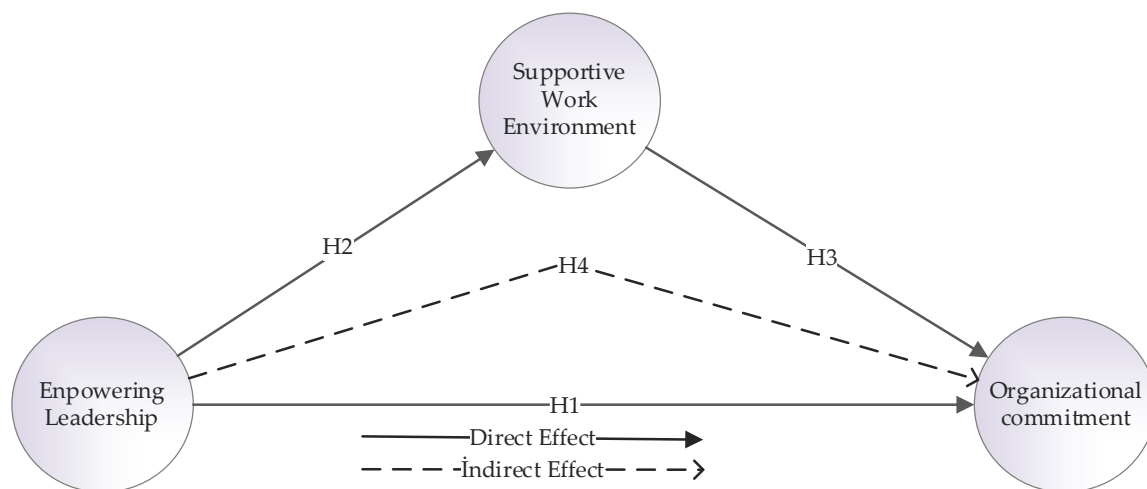 Supportive
Work
Environment
H2
H4
H3
Enpowering
Leadership
H1
Organizational
commitment
Direct Effect
İndirect Effect